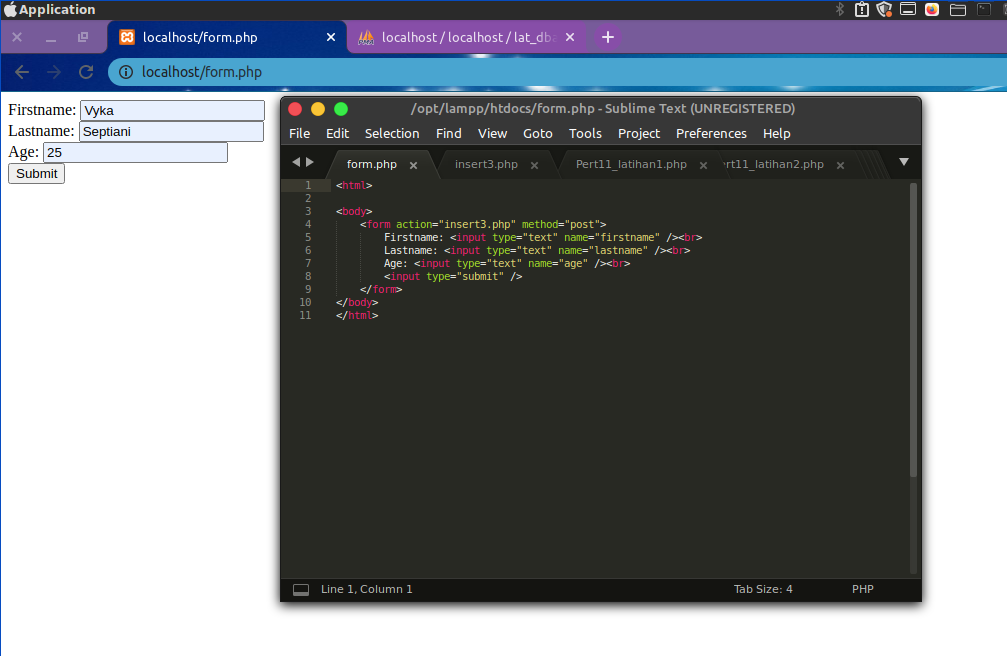 Application
localhost/form.php
localhost / localhost / lat_dba
localhost/form.php
Firstname: Vyka
Lastname: Septiani
Age: 25
Submit
/opt/lampp/htdocs/form.php - Sublime Text (UNREGISTERED)
File Edit Selection Find View Goto Tools Project Preferences Help
form.php insert3.php Pert11_latihan1.php rt11_latihan2.php
1 <html>
2
3 <body>
4 <form action="insert3.php" method="post">
5 Firstname: <input type="text" name="firstname" /><br>
6 Lastname: <input type="text" name="lastname" /><br>
7 Age: <input type="text" name="age" /><br>
8 <input type="submit" />
9 </form>
10 </body>
11 </html>
Line 1, Column 1 Tab Size: 4 PHP